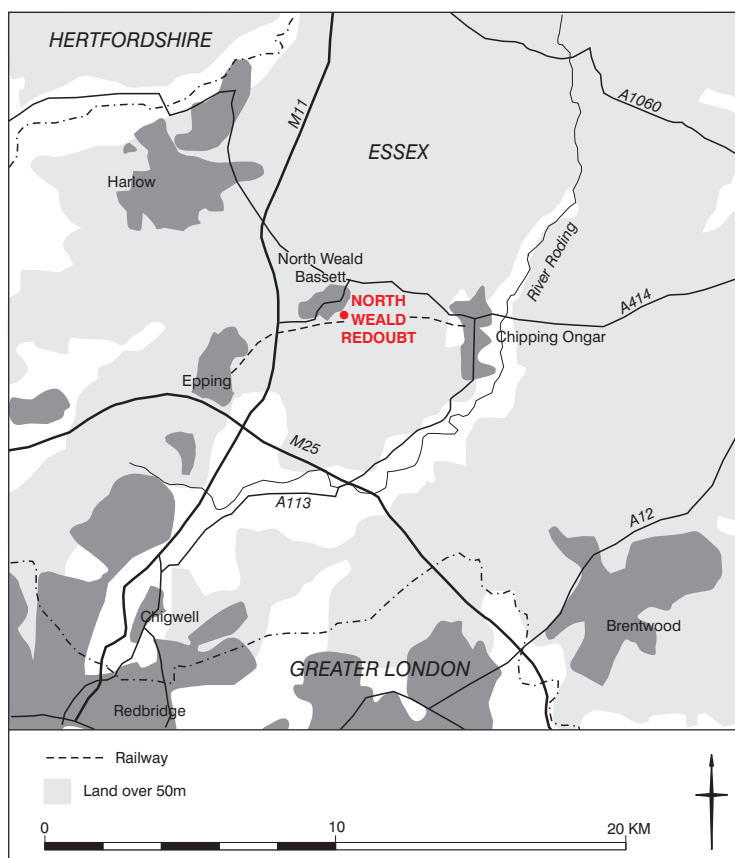 HERTFORDSHIRE
M11
A1060
ESSEX
Harlow
River Roding
North Weald
Bassett
NORTH
WEALD
REDOUBT
A414
Chipping Ongar
Epping
M25
A113
A12
Chigwell
Brentwood
GREATER LONDON
Redbridge
Railway
Land over 50m
0 10 20 KM